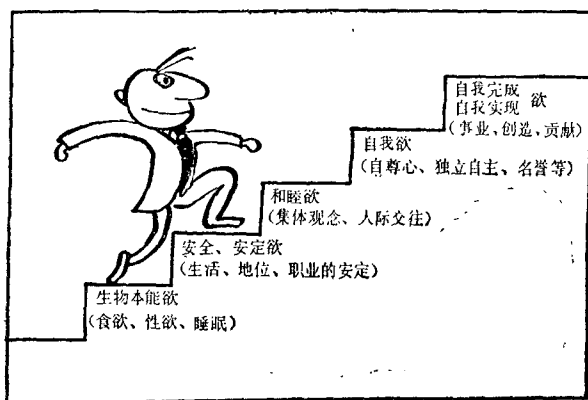 自我完成
自我实现 欲
(事业、创造、贡献)
自我欲
(自尊心、独立自主、名誉等)
和睦欲
(集体观念、人际交往)
安全、安定欲
(生活、地位、职业的安定)
生物本能欲
(食欲、性欲、睡眠)